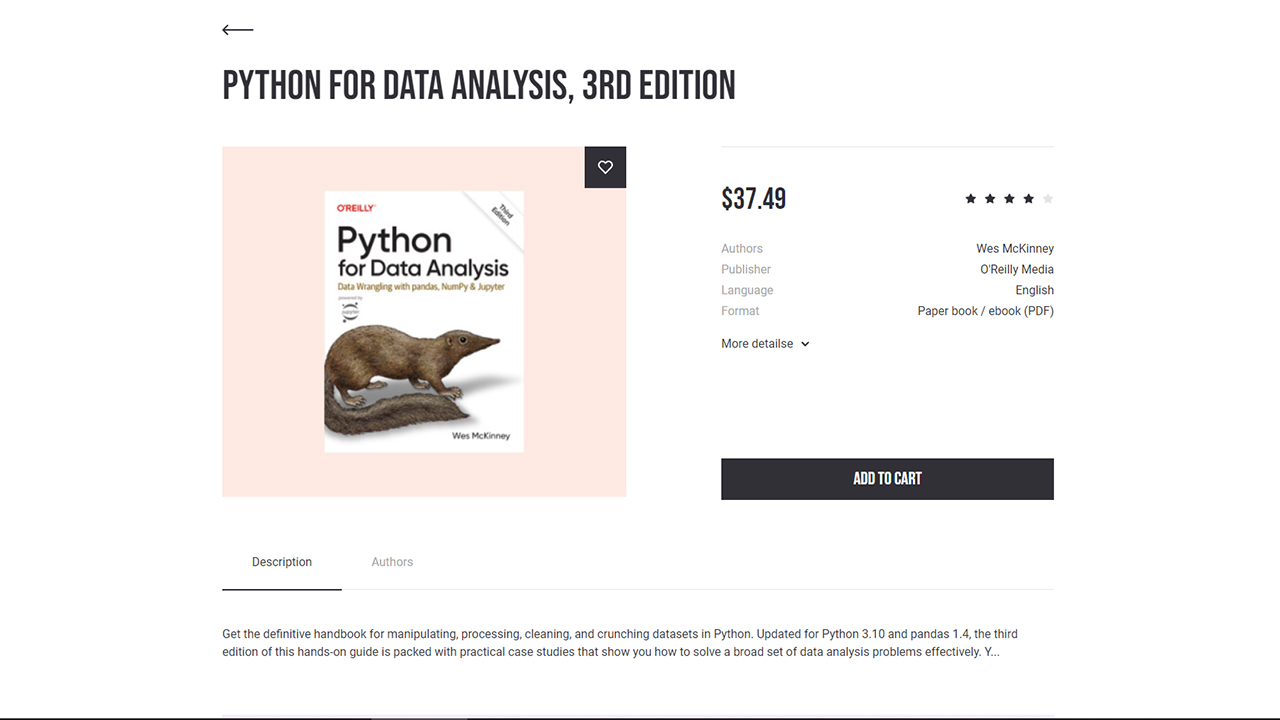 PYTHON FOR DATA ANALYSIS, 3RD EDITION
O'REILLY®
Third
Edition
Python
for Data Analysis
Data Wrangling with pandas, NumPy & Jupyter
powered by
jupyter
Wes McKinney
$37.49
Authors Wes McKinney
Publisher O'Reilly Media
Language English
Format Paper book / ebook (PDF)
More detailse
ADD TO CART
Description Authors
Get the definitive handbook for manipulating, processing, cleaning, and crunching datasets in Python. Updated for Python 3.10 and pandas 1.4, the third
edition of this hands-on guide is packed with practical case studies that show you how to solve a broad set of data analysis problems effectively. Y...